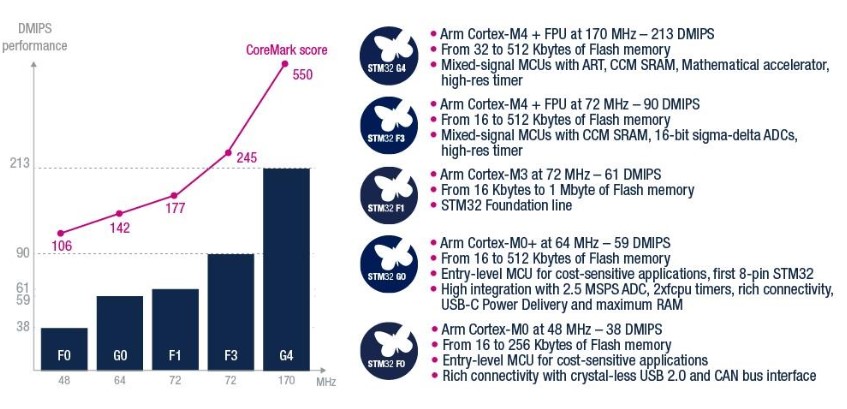 DMIPS
performance
CoreMark score
550
245
213
177
142
106
90
61
59
38
F0
G0
F1
F3
G4
48
64
72
72
170
MHz
STM32 G4
• Arm Cortex-M4 + FPU at 170 MHz – 213 DMIPS
• From 32 to 512 Kbytes of Flash memory
• Mixed-signal MCUs with ART, CCM SRAM, Mathematical accelerator,
high-res timer
STM32 F3
• Arm Cortex-M4 + FPU at 72 MHz – 90 DMIPS
• From 16 to 512 Kbytes of Flash memory
• Mixed-signal MCUs with CCM SRAM, 16-bit sigma-delta ADCs,
high-res timer
STM32 F1
• Arm Cortex-M3 at 72 MHz – 61 DMIPS
• From 16 Kbytes to 1 Mbyte of Flash memory
• STM32 Foundation line
STM32 G0
• Arm Cortex-M0+ at 64 MHz – 59 DMIPS
• From 16 to 512 Kbytes of Flash memory
• Entry-level MCU for cost-sensitive applications, first 8-pin STM32
• High integration with 2.5 MSPS ADC, 2xfcpu timers, rich connectivity,
USB-C Power Delivery and maximum RAM
STM32 F0
• Arm Cortex-M0 at 48 MHz – 38 DMIPS
• From 16 to 256 Kbytes of Flash memory
• Entry-level MCU for cost-sensitive applications
• Rich connectivity with crystal-less USB 2.0 and CAN bus interface